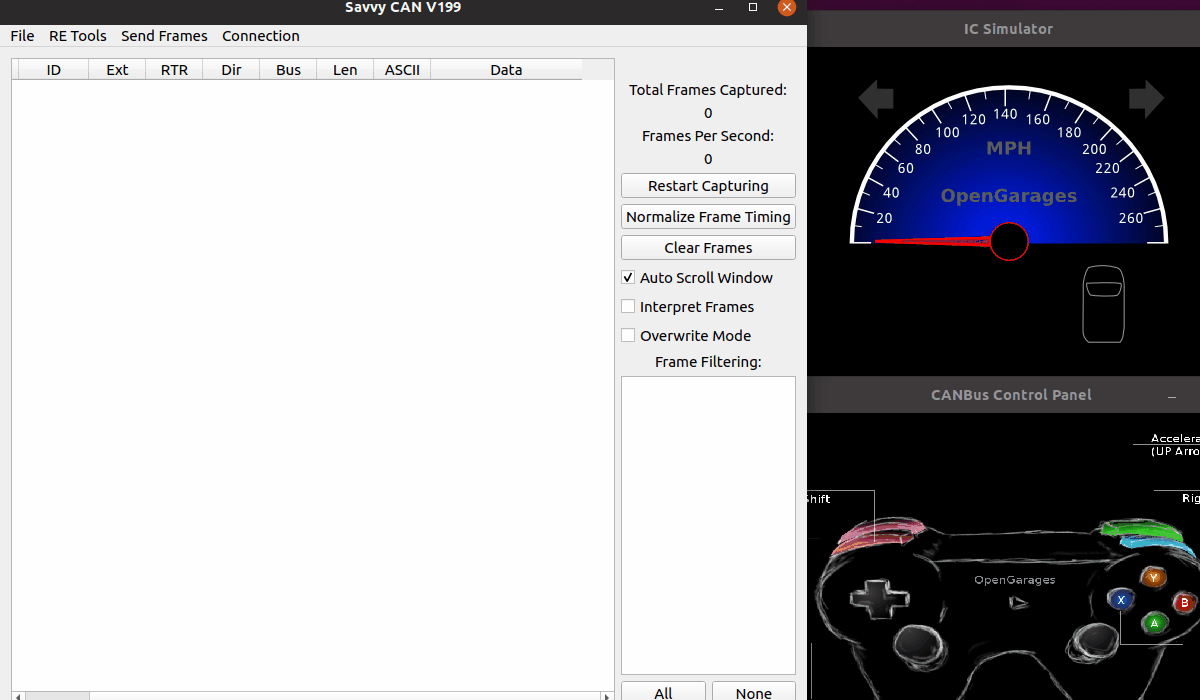 Savvy CAN V199
File RE Tools Send Frames Connection
ID Ext RTR Dir Bus Len ASCII Data
Total Frames Captured:
0
Frames Per Second:
0
Restart Capturing
Normalize Frame Timing
Clear Frames
Auto Scroll Window
Interpret Frames
Overwrite Mode
Frame Filtering:
All None
IC Simulator
20 40 60 80 100 120 140 160 180 200 220 240 260
MPH
OpenGarages
CANBus Control Panel
Accelera
(UP Arro
Shift
Rig
OpenGarages
Y
X
B
A